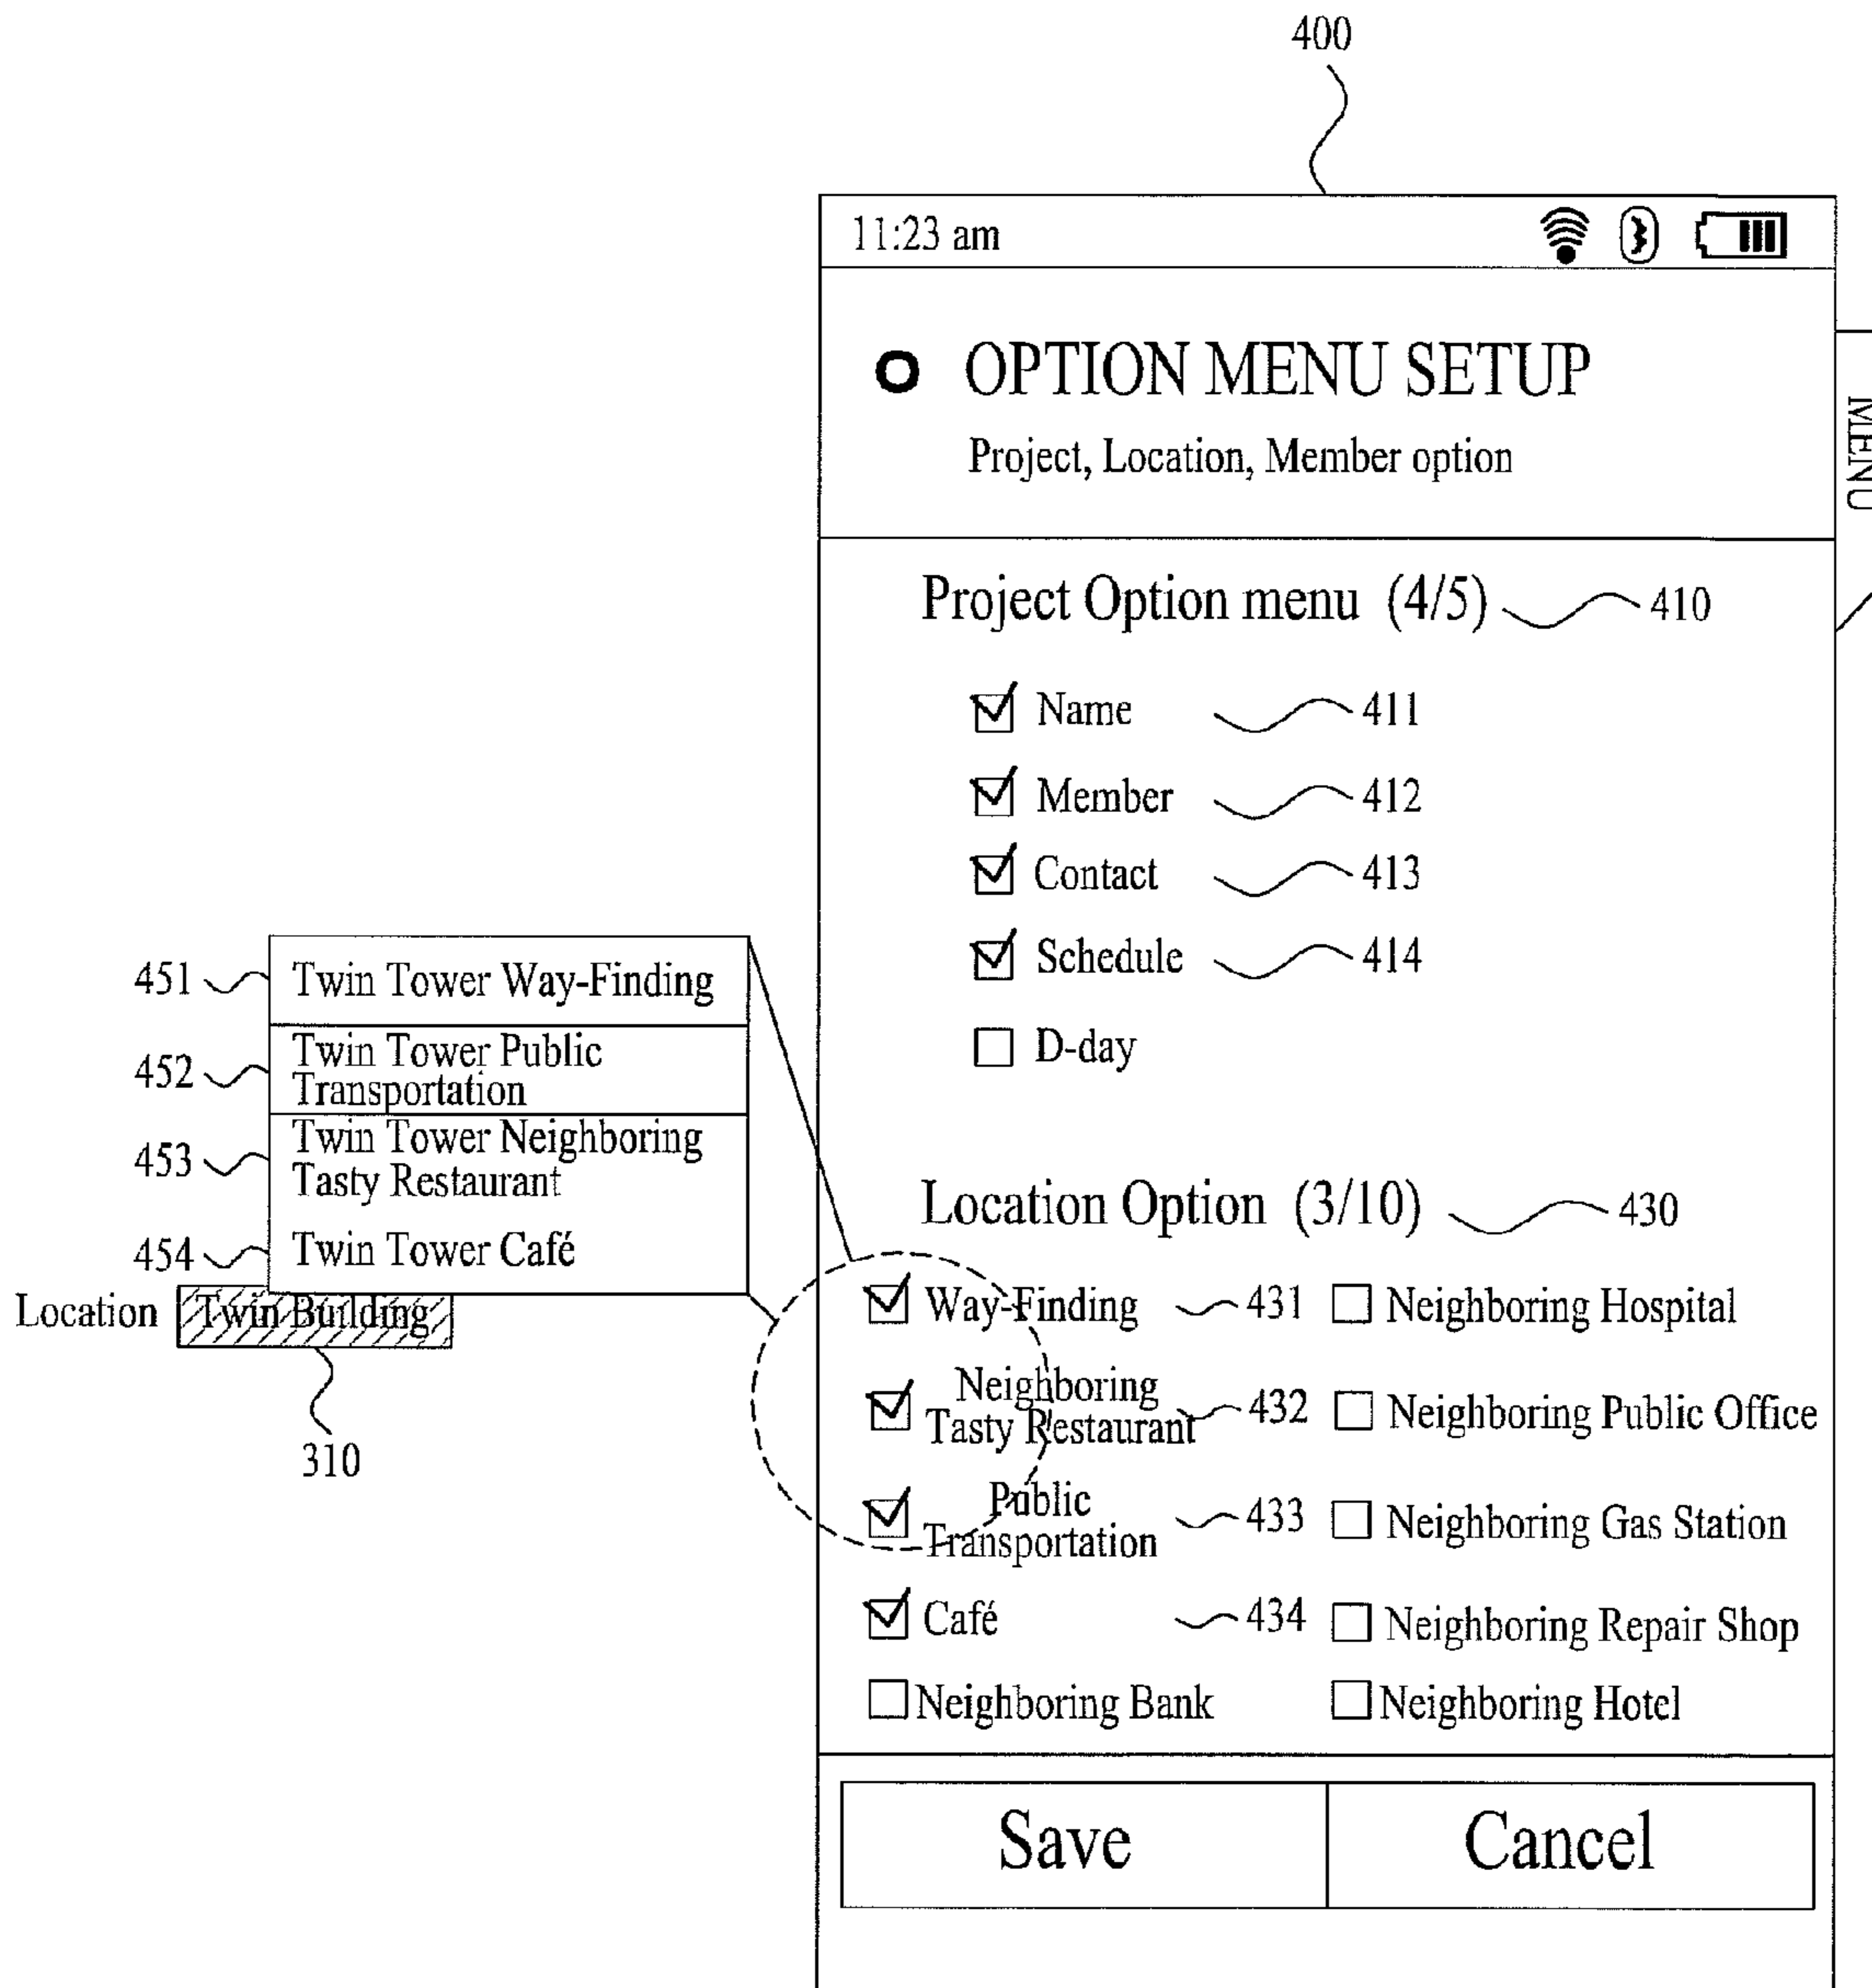 400
11:23 am
OPTION MENU SETUP
Project, Location, Member option
MENU
Project Option menu (4/5) 410
Name 411
Member 412
Contact 413
Schedule 414
D-day
451 Twin Tower Way-Finding
452 Twin Tower Public
Transportation
453 Twin Tower Neighboring
Tasty Restaurant
454 Twin Tower Café
Location Twin Building
310
Location Option (3/10) 430
Way-Finding 431 Neighboring Hospital
Neighboring
Tasty Restaurant 432 Neighboring Public Office
Public
Transportation 433 Neighboring Gas Station
Café 434 Neighboring Repair Shop
Neighboring Bank Neighboring Hotel
Save Cancel